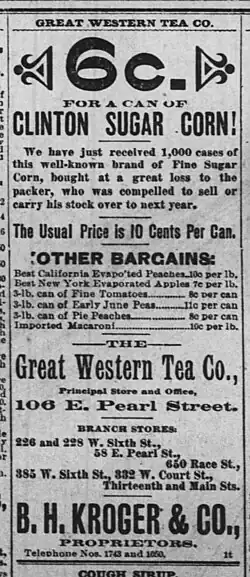 GREAT WESTERN TEA CO.
6c.
FOR A CAN OF
CLINTON SUGAR CORN!
We have just received 1,000 cases of
this well-known brand of Fine Sugar
Corn, bought at a great loss to the
packer, who was compelled to sell or
carry his stock over to next year.
The Usual Price is 10 Cents Per Can.
OTHER BARGAINS:
Best California Evapo'ted Peaches..10c per lb.
Best New York Evaporated Apples 7c per lb.
3-lb. can of Fine Tomatoes..........8c per can
3-lb. can of Early June Peas........11c per can
3-lb. can of Pie Peaches............8c per can
Imported Macaroni...................10c per lb.
THE
Great Western Tea Co.,
Principal Store and Office,
106 E. Pearl Street.
BRANCH STORES:
226 and 228 W. Sixth St.,
58 E. Pearl St.,
650 Race St.,
385 W. Sixth St., 332 W. Court St.,
Thirteenth and Main Sts.
B. H. KROGER & CO.,
PROPRIETORS.
Telephone Nos. 1743 and 1650. 1t
COUGH SIRUP.